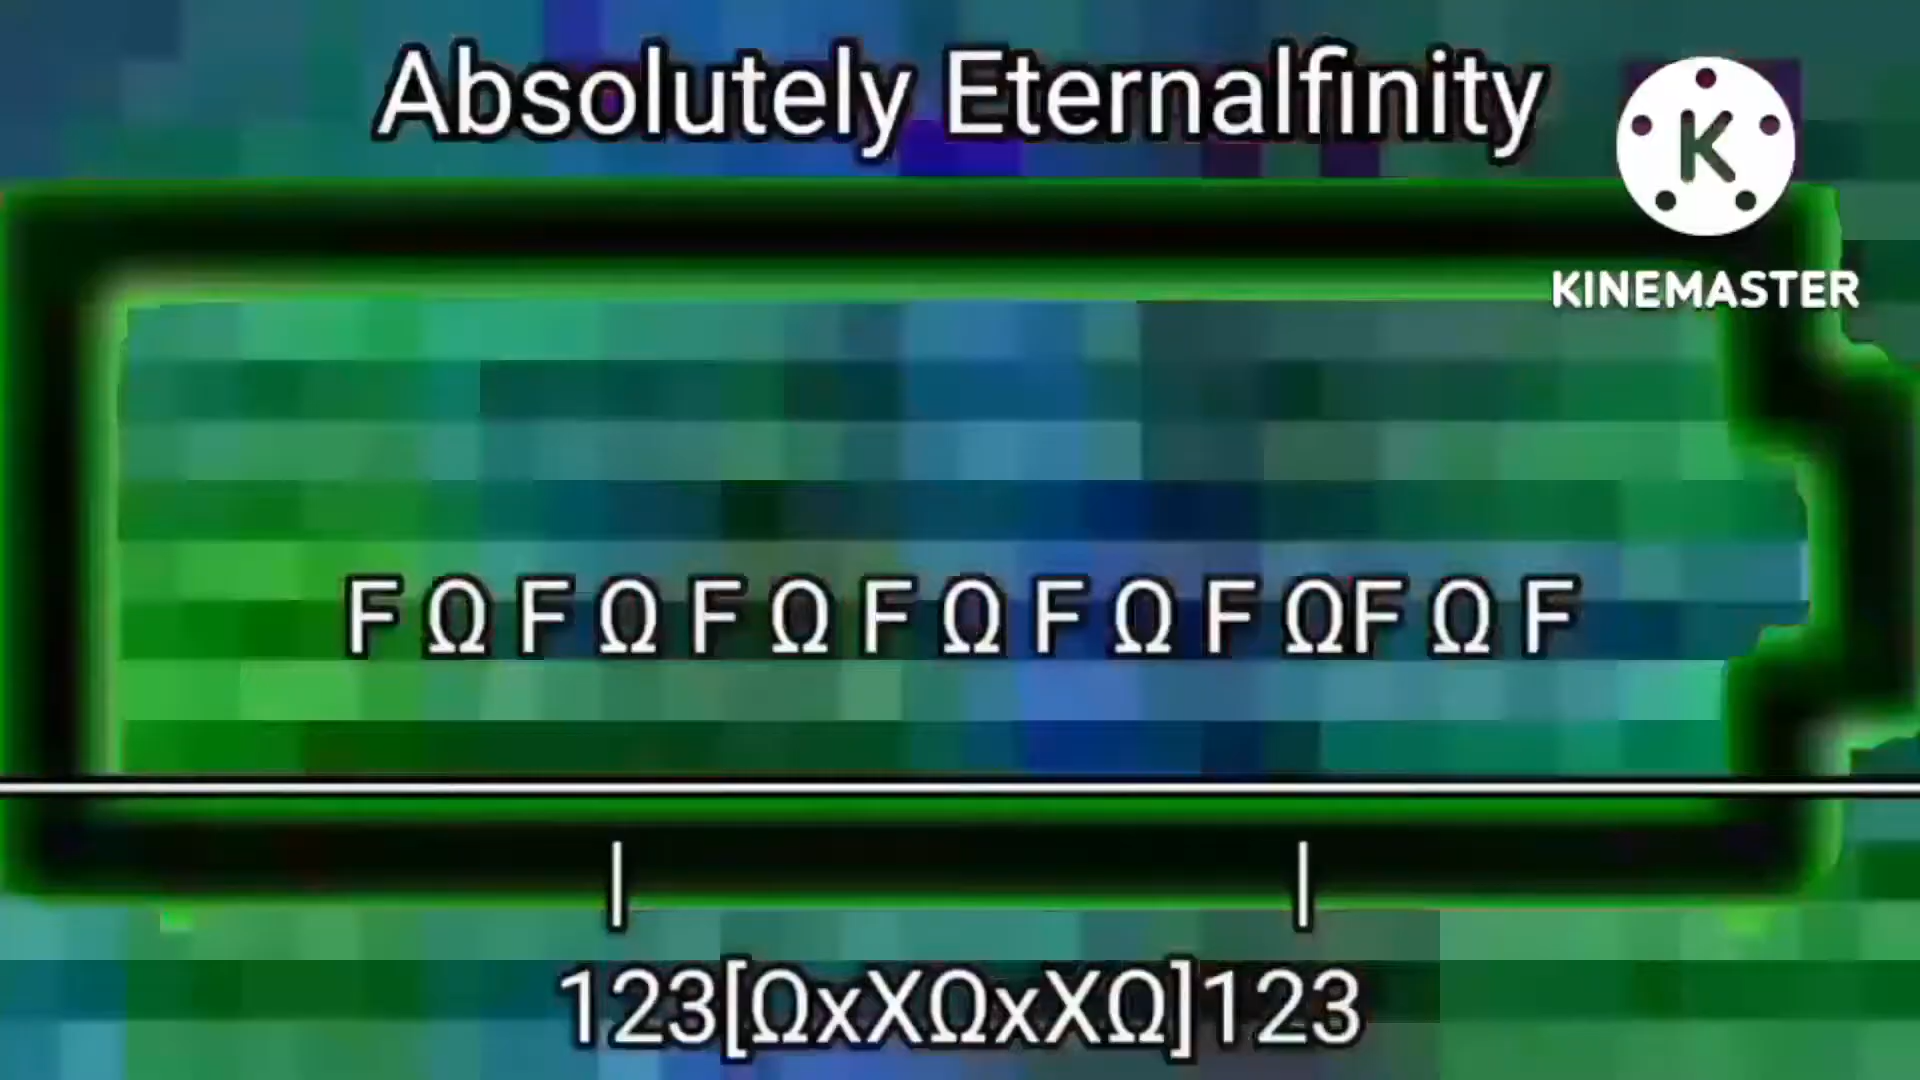 Absolutely Eternalfinity
K
KINEMASTER
F Ω F Ω F Ω F Ω F Ω F ΩF Ω F
| |
123[ΩxXΩxXΩ]123